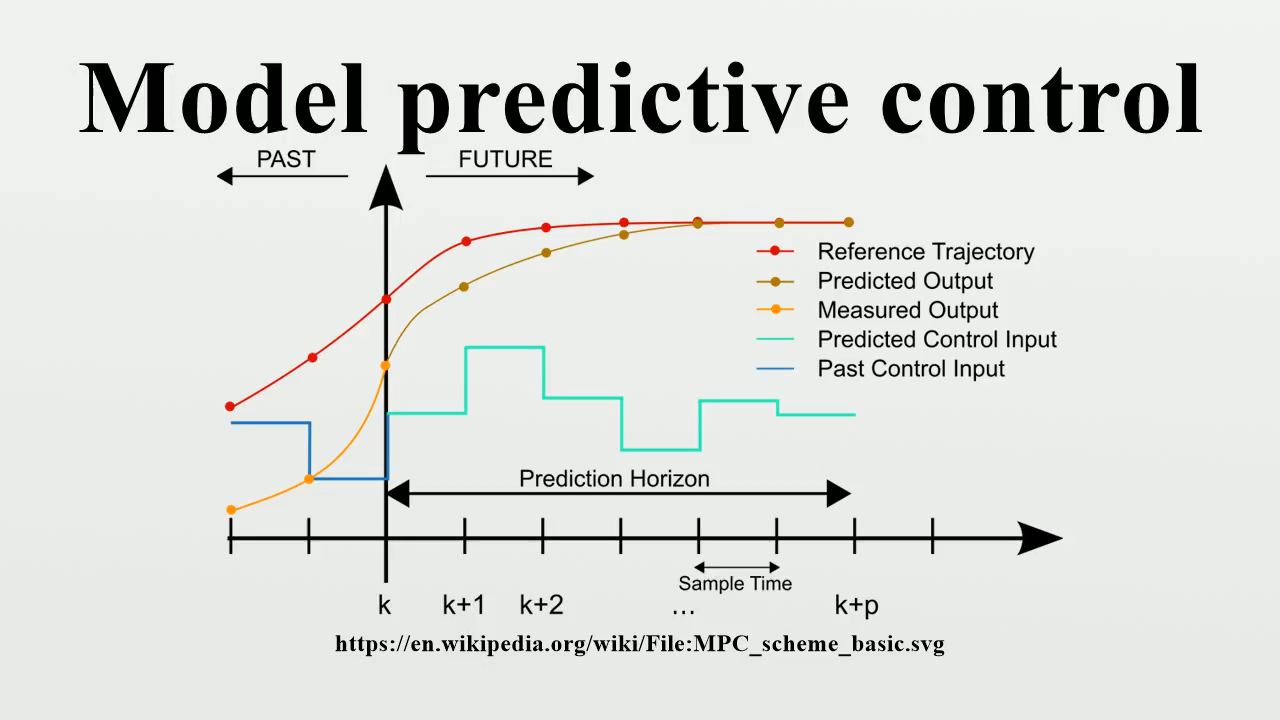 Model predictive control
PAST
FUTURE
Reference Trajectory
Predicted Output
Measured Output
Predicted Control Input
Past Control Input
Prediction Horizon
Sample Time
k
k+1
k+2
...
k+p
https://en.wikipedia.org/wiki/File:MPC_scheme_basic.svg